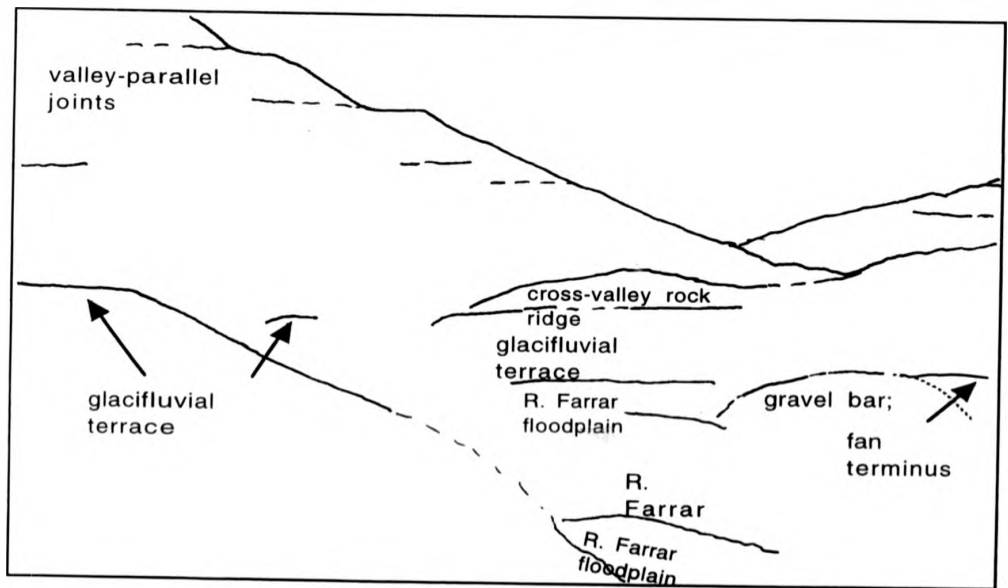 valley-parallel
joints
cross-valley rock
ridge
glacifluvial
terrace
glacifluvial
terrace
R. Farrar
floodplain
gravel bar;
fan
terminus
R.
Farrar
R. Farrar
floodplain